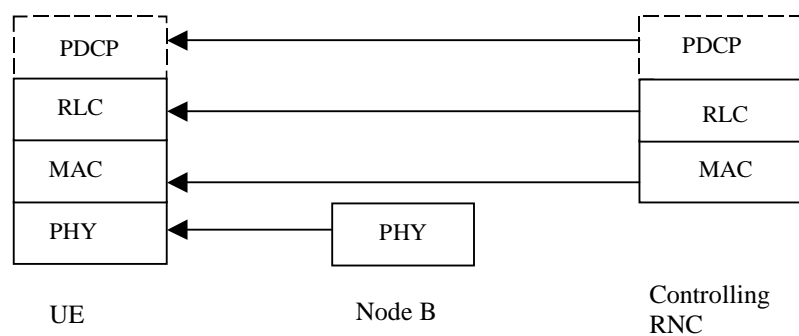 PDCP
PDCP
RLC
RLC
MAC
MAC
PHY
PHY
UE
Node B
Controlling
RNC